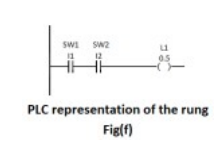 SW1 SW2 L1
I1 I2 0.5
PLC representation of the rung
Fig(f)